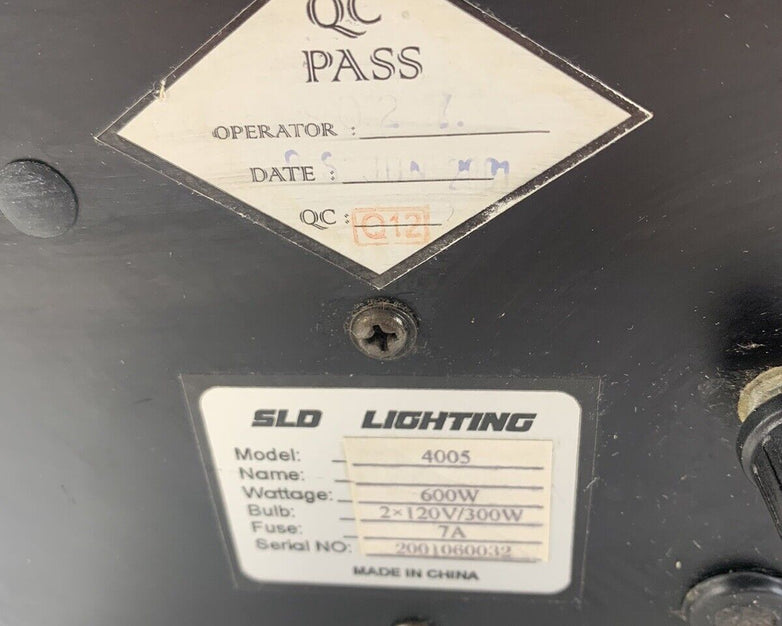 QC
PASS
OPERATOR :
DATE :
QC: Q12
SLD LIGHTING
Model: 4005
Name:
Wattage: 600W
Bulb: 2×120V/300W
Fuse: 7A
Serial NO: 2001060032
MADE IN CHINA